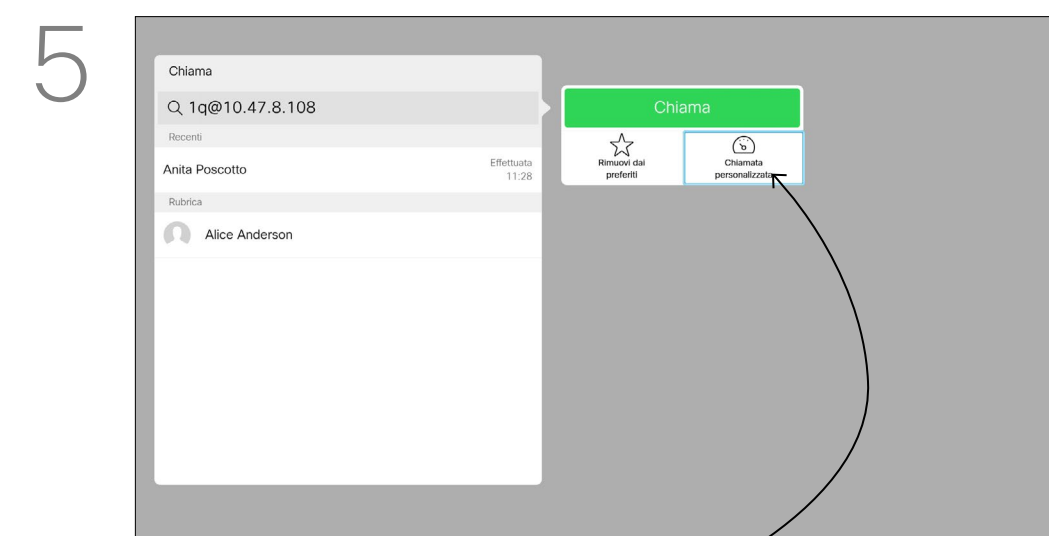 5
Chiama
1q@10.47.8.108
Recenti
Anita Poscotto
Effettuata
11:28
Rubrica
Alice Anderson
Chiama
Rimuovi dai
preferiti
Chiamata
personalizzata